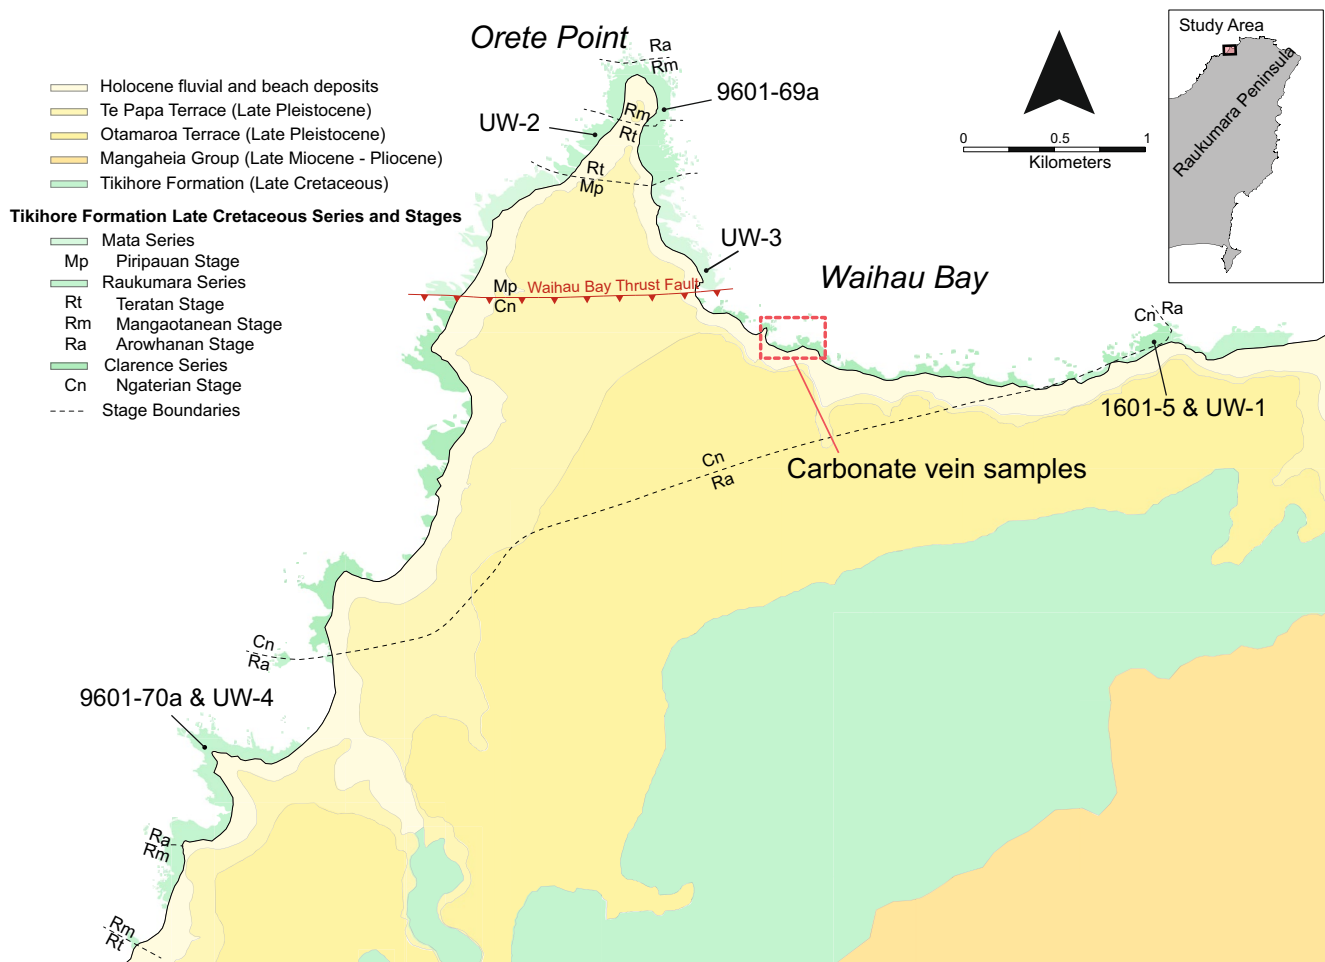 Orete Point
Study Area
Raukumara Peninsula
Holocene fluvial and beach deposits
Te Papa Terrace (Late Pleistocene)
Otamaroa Terrace (Late Pleistocene)
Mangaheia Group (Late Miocene - Pliocene)
Tikihore Formation (Late Cretaceous)
Tikihore Formation Late Cretaceous Series and Stages
Mata Series
Mp Piripauan Stage
Raukumara Series
Rt Teratan Stage
Rm Mangaotanean Stage
Ra Arowhanan Stage
Clarence Series
Cn Ngaterian Stage
Stage Boundaries
Ra
Rm
9601-69a
UW-2
Rm
Rt
Rt
Mp
0 0.5 1
Kilometers
UW-3
Waihau Bay
Mp
Waihau Bay Thrust Fault
Cn
Cn Ra
1601-5 & UW-1
Carbonate vein samples
Cn
Ra
Cn
Ra
9601-70a & UW-4
Ra
Rm
Rm
Rt